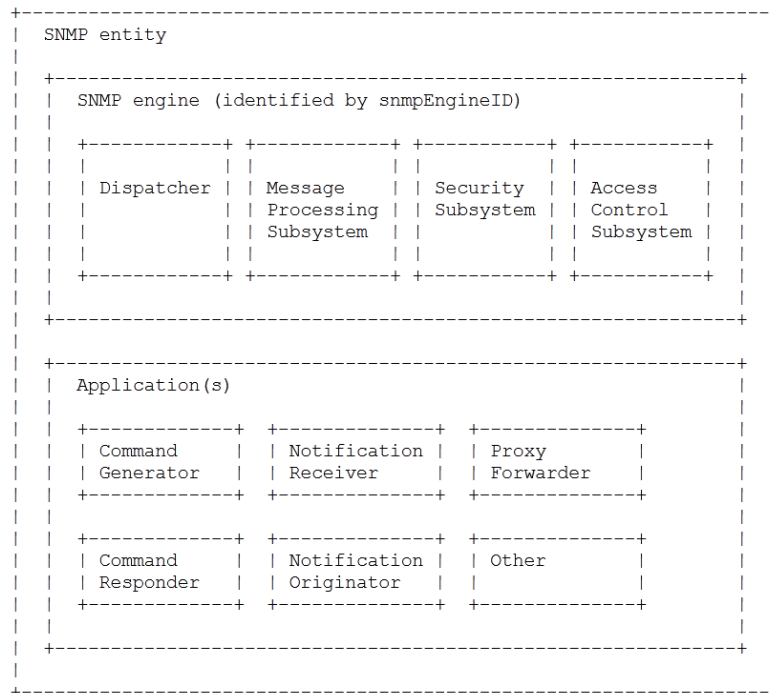 SNMP entity
SNMP engine (identified by snmpEngineID)
Dispatcher Message Security Access
Processing Subsystem Control
Subsystem Subsystem
Application(s)
Command Notification Proxy
Generator Receiver Forwarder
Command Notification Other
Responder Originator